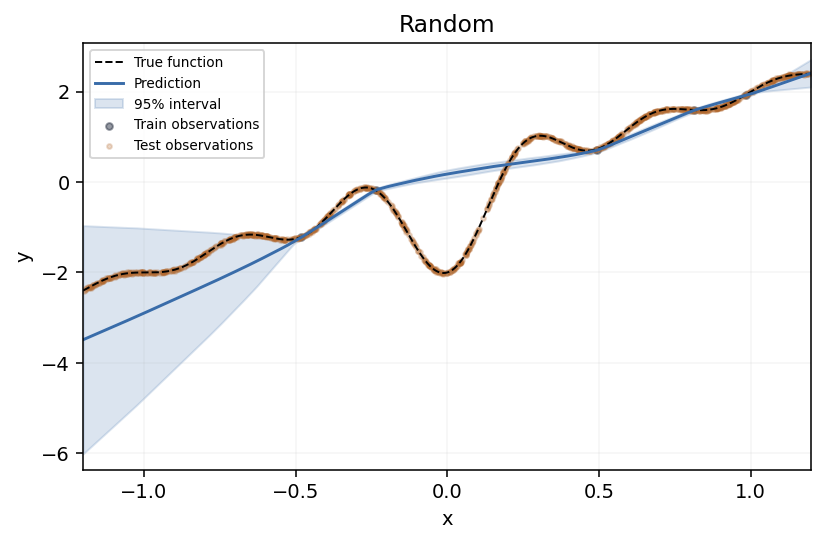 Random
True function
Prediction
95% interval
Train observations
Test observations
y
2
0
−2
−4
−6
−1.0
−0.5
0.0
0.5
1.0
x